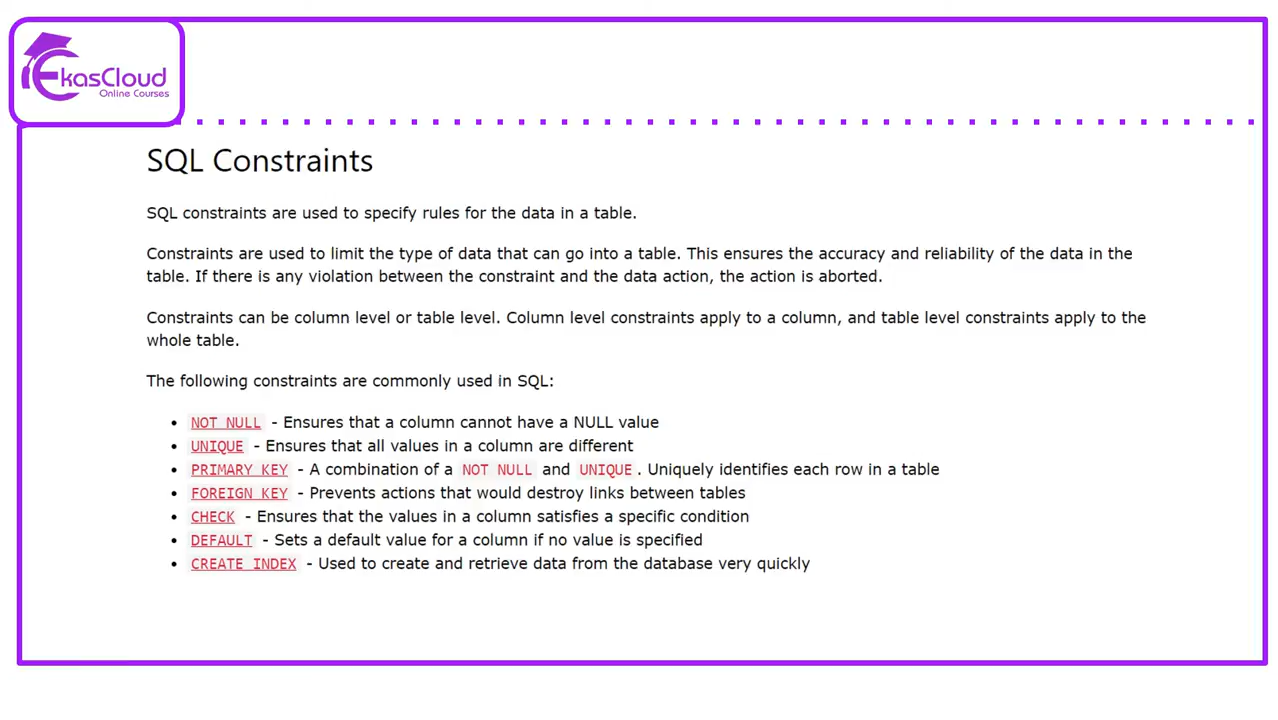 EkasCloud
Online Courses
SQL Constraints
SQL constraints are used to specify rules for the data in a table.
Constraints are used to limit the type of data that can go into a table. This ensures the accuracy and reliability of the data in the
table. If there is any violation between the constraint and the data action, the action is aborted.
Constraints can be column level or table level. Column level constraints apply to a column, and table level constraints apply to the
whole table.
The following constraints are commonly used in SQL:
• NOT NULL - Ensures that a column cannot have a NULL value
• UNIQUE - Ensures that all values in a column are different
• PRIMARY KEY - A combination of a NOT NULL and UNIQUE. Uniquely identifies each row in a table
• FOREIGN KEY - Prevents actions that would destroy links between tables
• CHECK - Ensures that the values in a column satisfies a specific condition
• DEFAULT - Sets a default value for a column if no value is specified
• CREATE INDEX - Used to create and retrieve data from the database very quickly